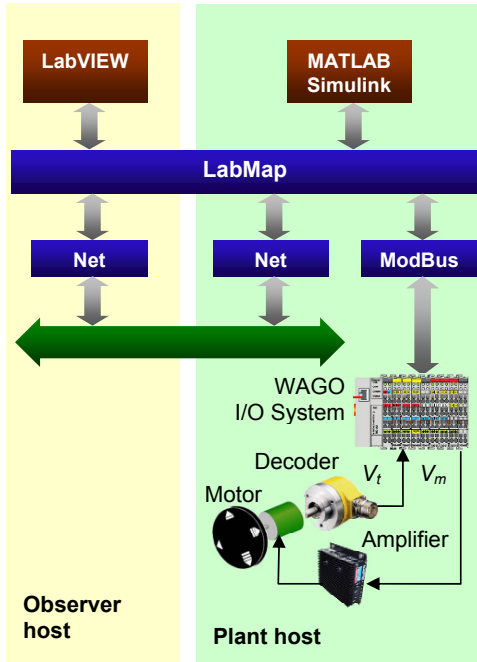 LabVIEW
MATLAB
Simulink
LabMap
Net
Net
ModBus
WAGO
I/O System
Decoder
Vt
Vm
Motor
Amplifier
Observer
host
Plant host